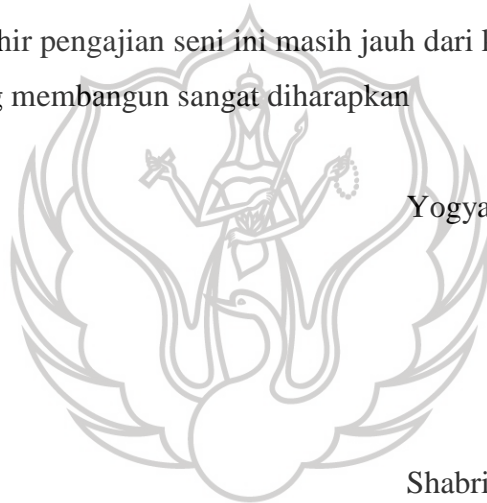 hir pengajian seni ini masih jauh dari
membangun sangat diharapkan
Yogya
Shabri